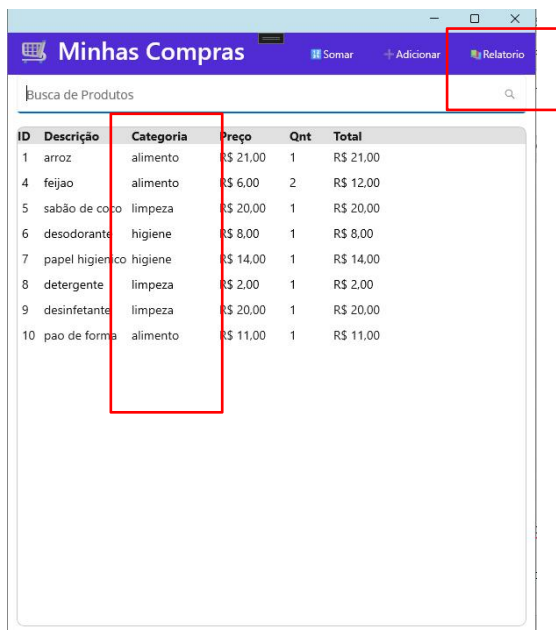 Minhas Compras Somar Adicionar Relatorio
Busca de Produtos
ID Descrição Categoria Preço Qnt Total
1 arroz alimento R$ 21,00 1 R$ 21,00
4 feijao alimento R$ 6,00 2 R$ 12,00
5 sabão de coco limpeza R$ 20,00 1 R$ 20,00
6 desodorante higiene R$ 8,00 1 R$ 8,00
7 papel higienico higiene R$ 14,00 1 R$ 14,00
8 detergente limpeza R$ 2,00 1 R$ 2,00
9 desinfetante limpeza R$ 20,00 1 R$ 20,00
10 pao de forma alimento R$ 11,00 1 R$ 11,00